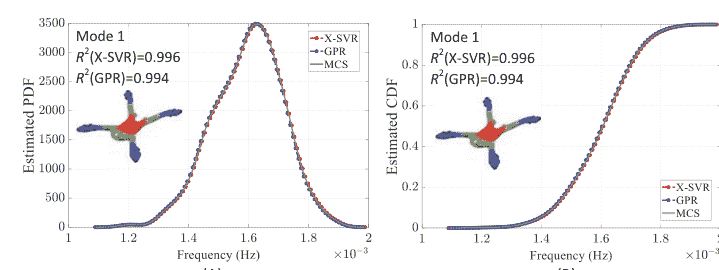 Mode 1
R²(X-SVR)=0.996
R²(GPR)=0.994
X-SVR
GPR
MCS
Estimated PDF
3500
3000
2500
2000
1500
1000
500
0
1
1.2
1.4
1.6
1.8
2
Frequency (Hz)
×10⁻³
Mode 1
R²(X-SVR)=0.996
R²(GPR)=0.994
X-SVR
GPR
MCS
Estimated CDF
1
0.8
0.6
0.4
0.2
0
1
1.2
1.4
1.6
1.8
2
Frequency (Hz)
×10⁻³